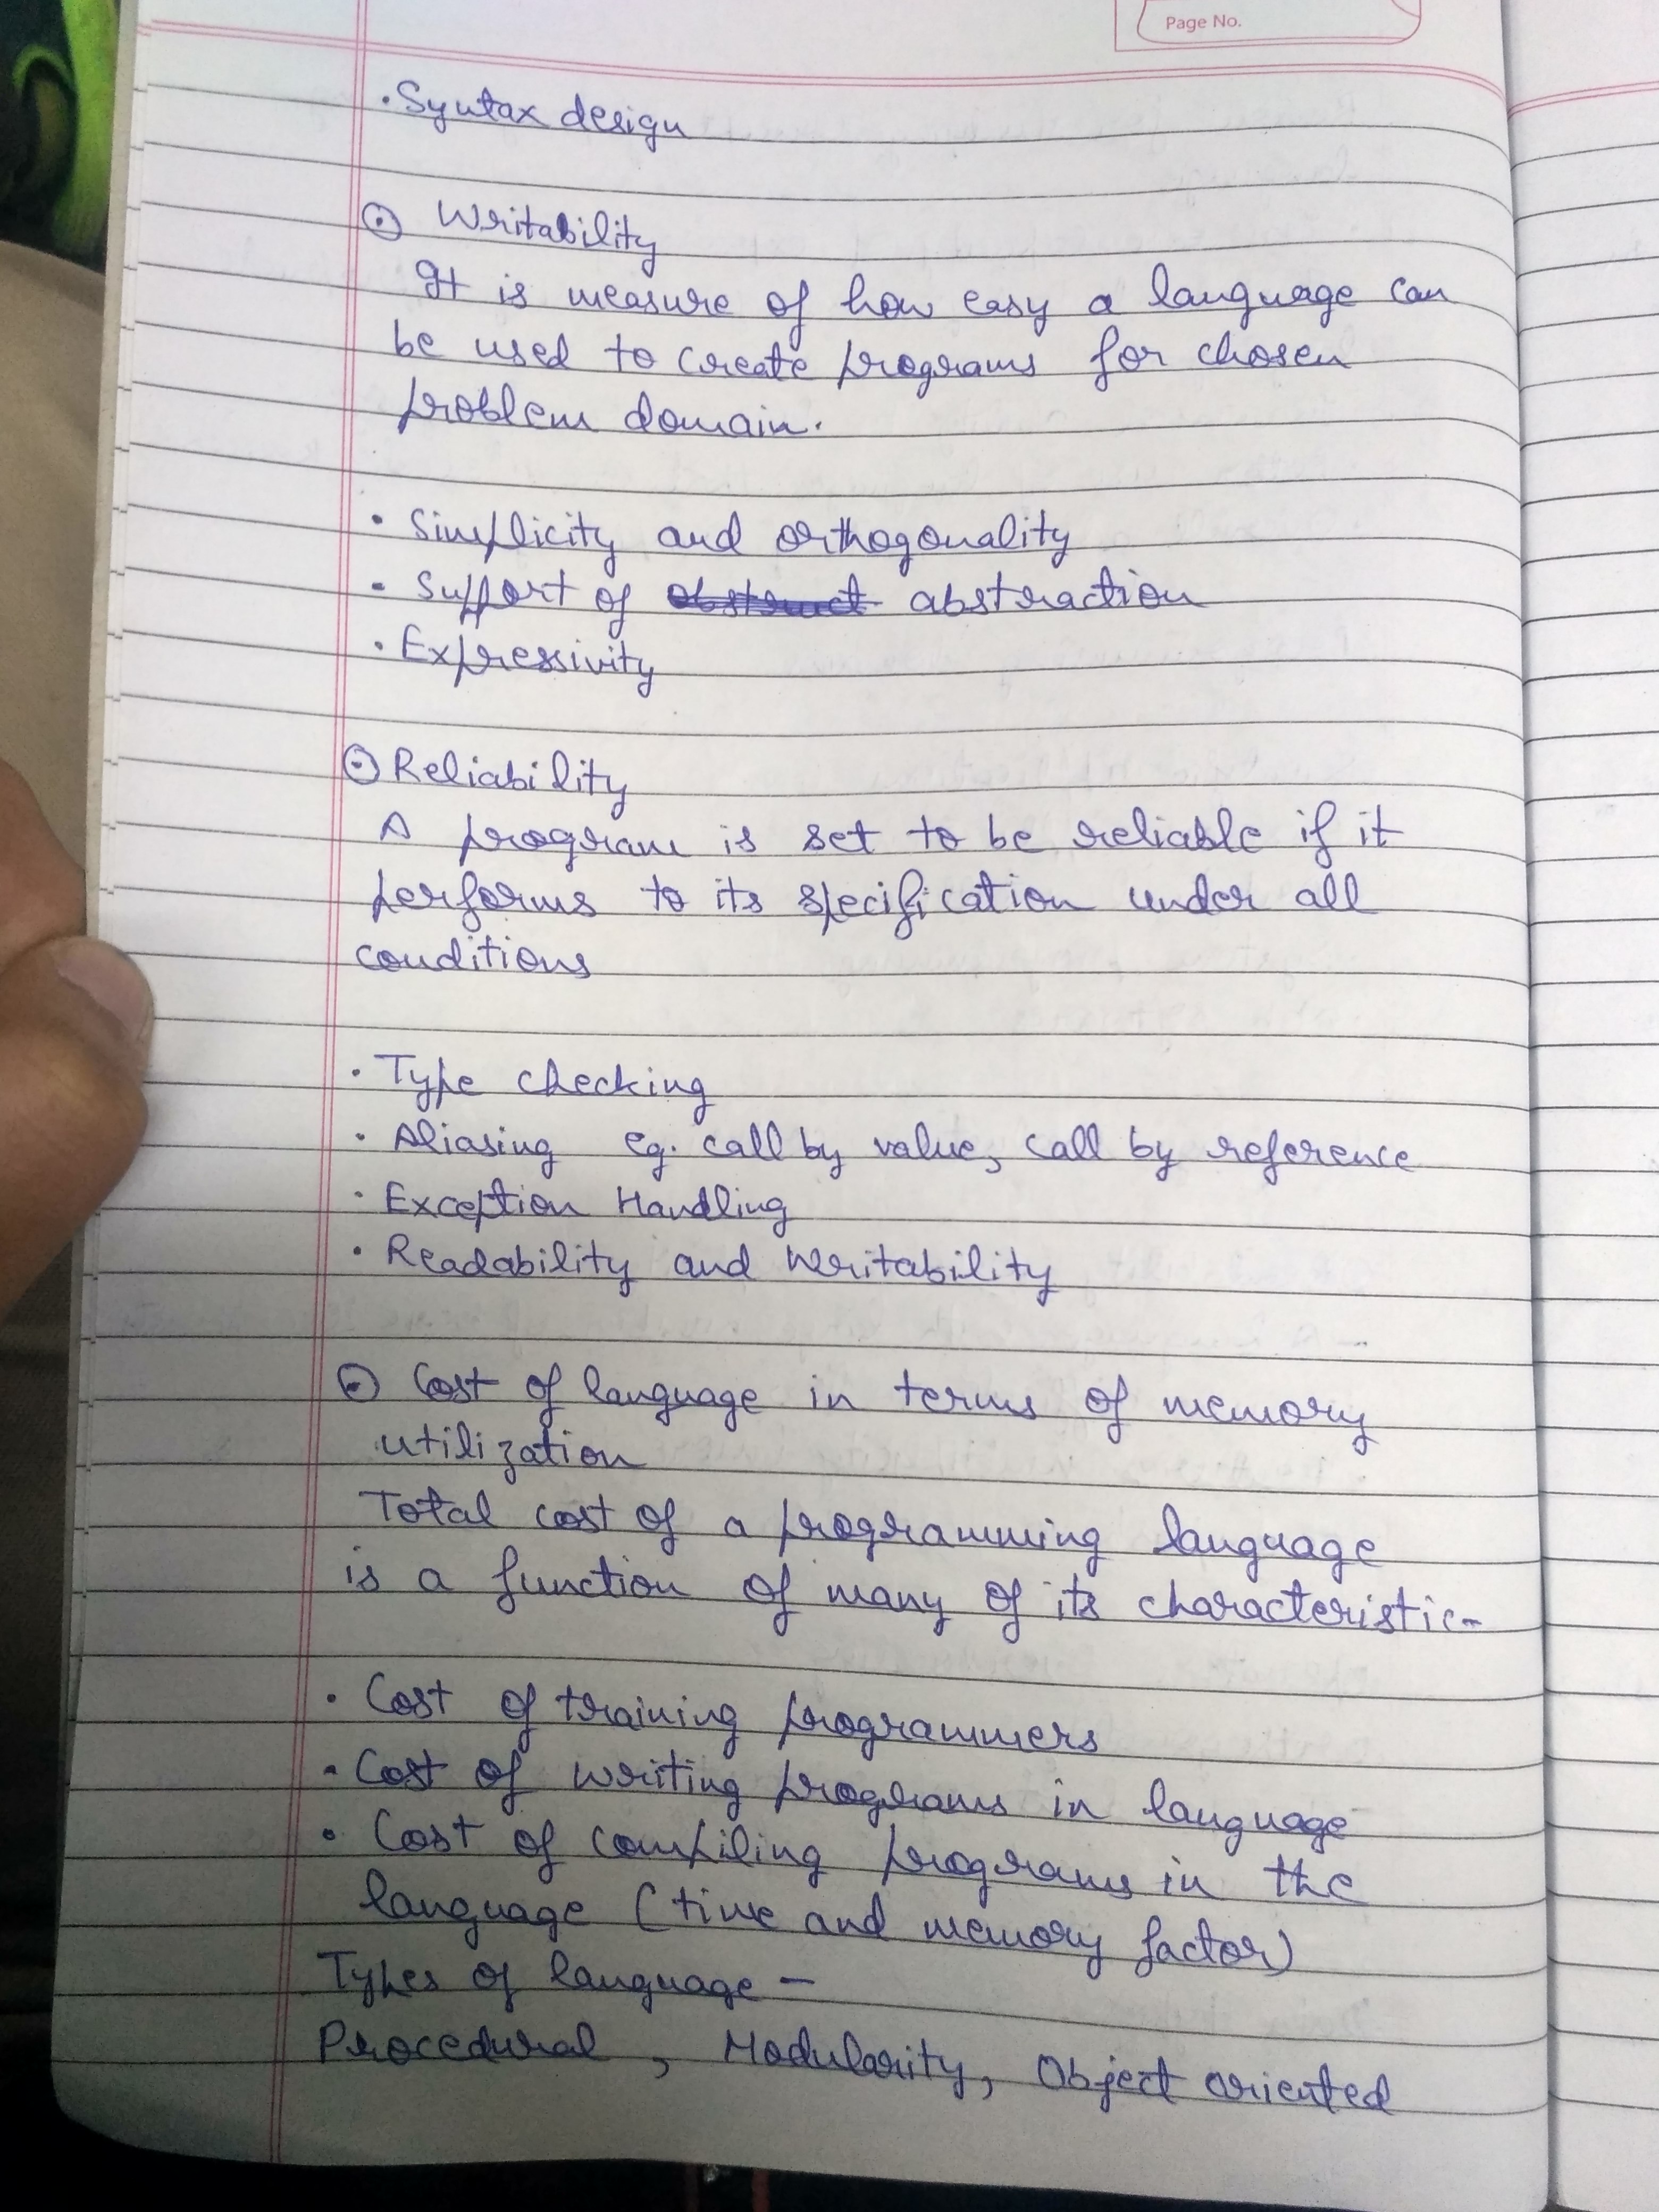 Page No.
· Syntax design
⊙ Writability
It is measure of how easy a language can
be used to create programs for chosen
problem domain.
· Simplicity and orthogonality
- Support of abstruct abstraction
· Expressivity
⊙ Reliability
A program is set to be reliable if it
performs to its specification under all
conditions
· Type checking
· Aliasing eg. call by value, call by reference
· Exception Handling
· Readability and Writability
⊙ Cost of language in terms of memory
utilization
Total cost of a programming language
is a function of many of its characteristic-
· Cost of training programmers
· Cost of writing programs in language
· Cost of compiling programs in the
language (time and memory factor)
Types of language —
Procedural, Modularity, Object oriented